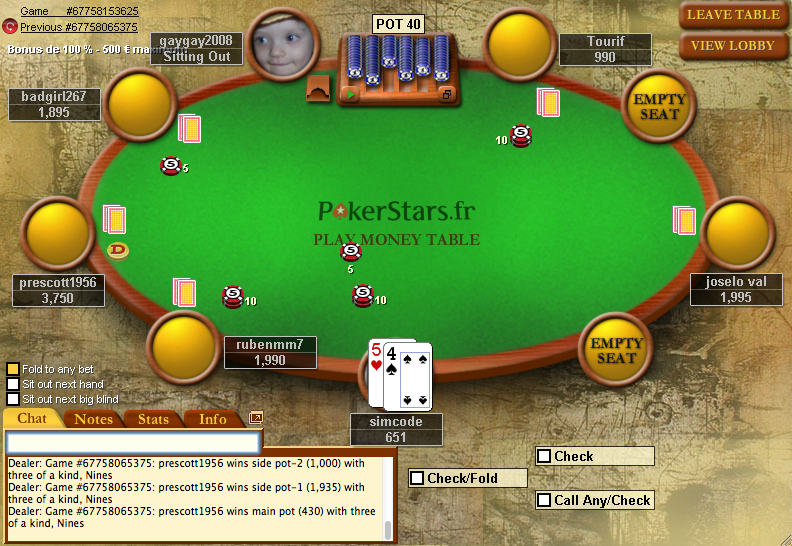 Game #67758153625
Previous #67758065375
Bonus de 100 % - 500 € ma
gaygay2008
Sitting Out
POT 40
Tourif
990
LEAVE TABLE
VIEW LOBBY
badgirl267
1,895
EMPTY
SEAT
5
10
PokerStars.fr
PLAY MONEY TABLE
D
prescott1956
3,750
joselo val
1,995
5
10
10
rubenmm7
1,990
EMPTY
SEAT
5
4
simcode
651
Fold to any bet
Sit out next hand
Sit out next big blind
Chat
Notes
Stats
Info
Dealer: Game #67758065375: prescott1956 wins side pot-2 (1,000) with
three of a kind, Nines
Dealer: Game #67758065375: prescott1956 wins side pot-1 (1,935) with
three of a kind, Nines
Dealer: Game #67758065375: prescott1956 wins main pot (430) with three
of a kind, Nines
Check/Fold
Check
Call Any/Check